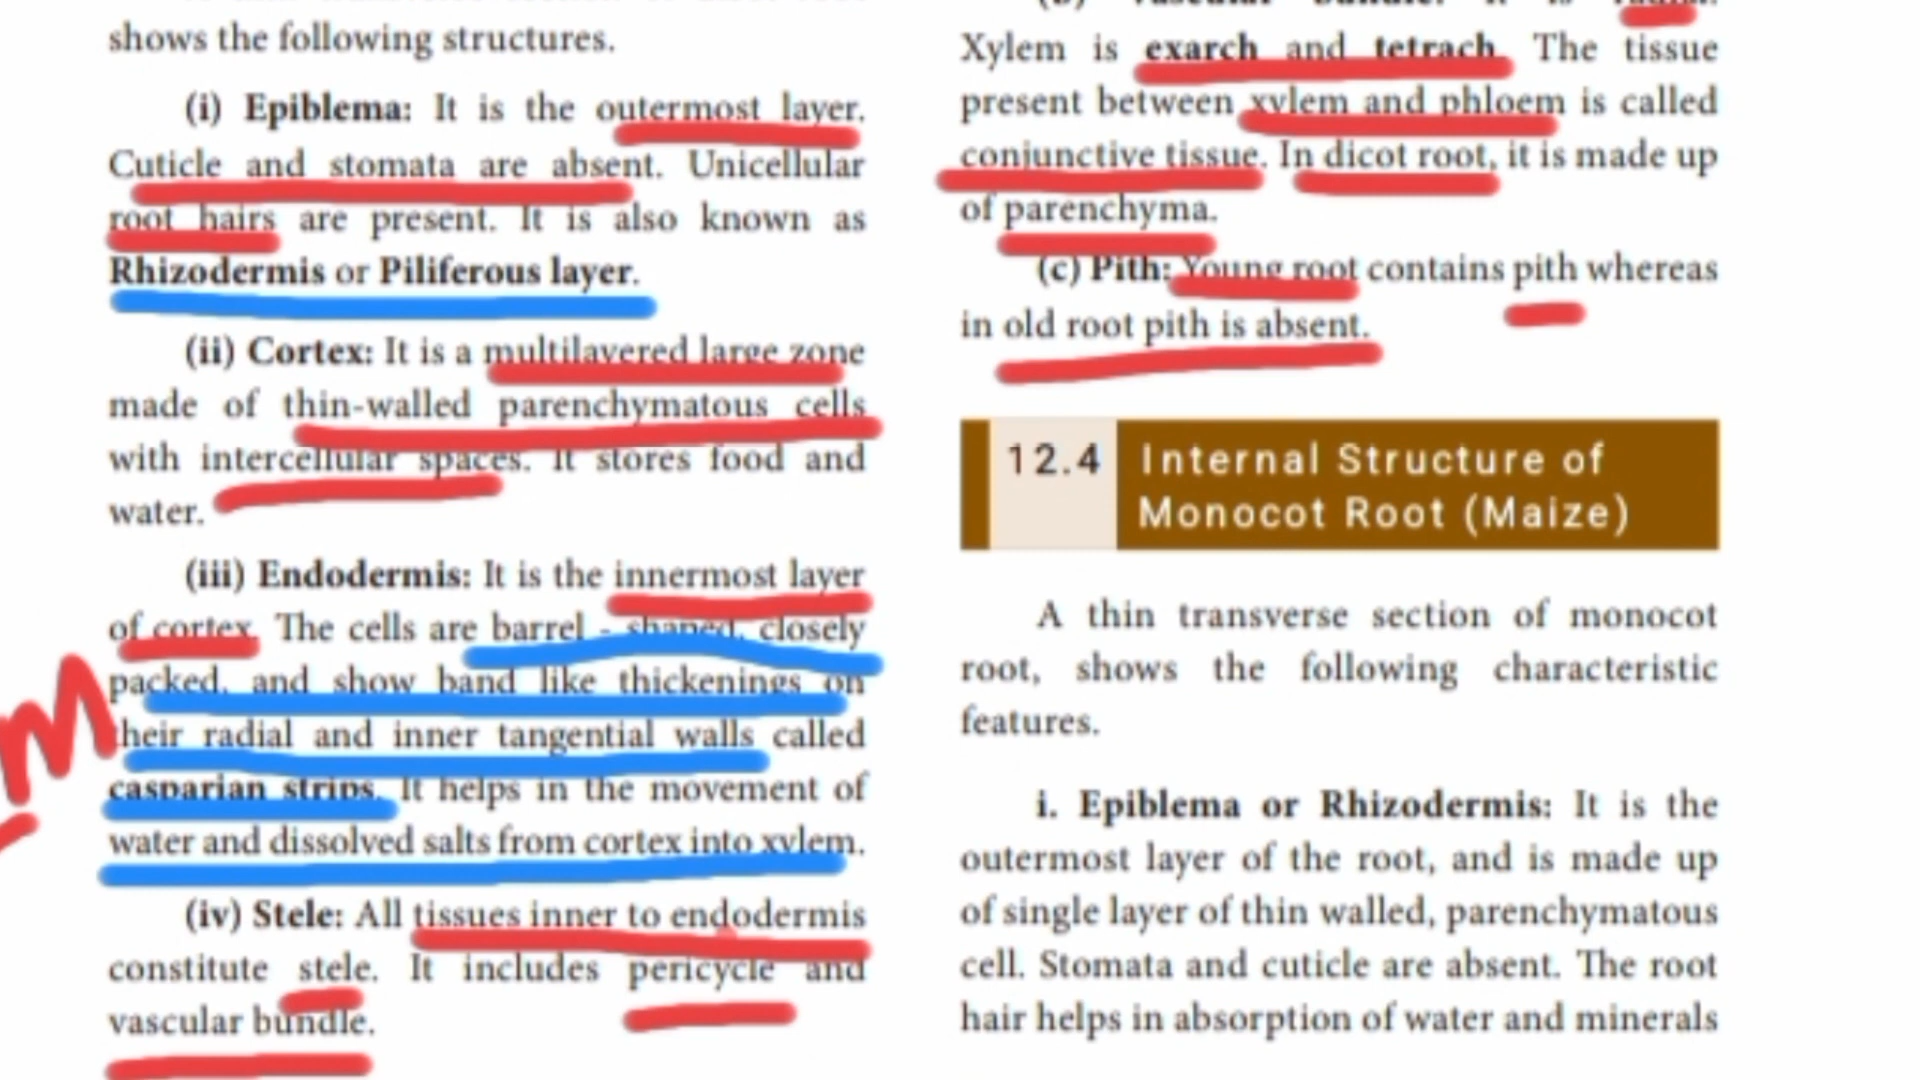 shows the following structures.
(i) Epiblema: It is the outermost layer.
Cuticle and stomata are absent. Unicellular
root hairs are present. It is also known as
Rhizodermis or Piliferous layer.
(ii) Cortex: It is a multilayered large zone
made of thin-walled parenchymatous cells
with intercellular spaces. It stores food and
water.
(iii) Endodermis: It is the innermost layer
of cortex. The cells are barrel - shaped, closely
packed, and show band like thickenings on
their radial and inner tangential walls called
casparian strips. It helps in the movement of
water and dissolved salts from cortex into xylem.
(iv) Stele: All tissues inner to endodermis
constitute stele. It includes pericycle and
vascular bundle.
Xylem is exarch and tetrach. The tissue
present between xylem and phloem is called
conjunctive tissue. In dicot root, it is made up
of parenchyma.
(c) Pith: Young root contains pith whereas
in old root pith is absent.
12.4 Internal Structure of
Monocot Root (Maize)
A thin transverse section of monocot
root, shows the following characteristic
features.
i. Epiblema or Rhizodermis: It is the
outermost layer of the root, and is made up
of single layer of thin walled, parenchymatous
cell. Stomata and cuticle are absent. The root
hair helps in absorption of water and minerals